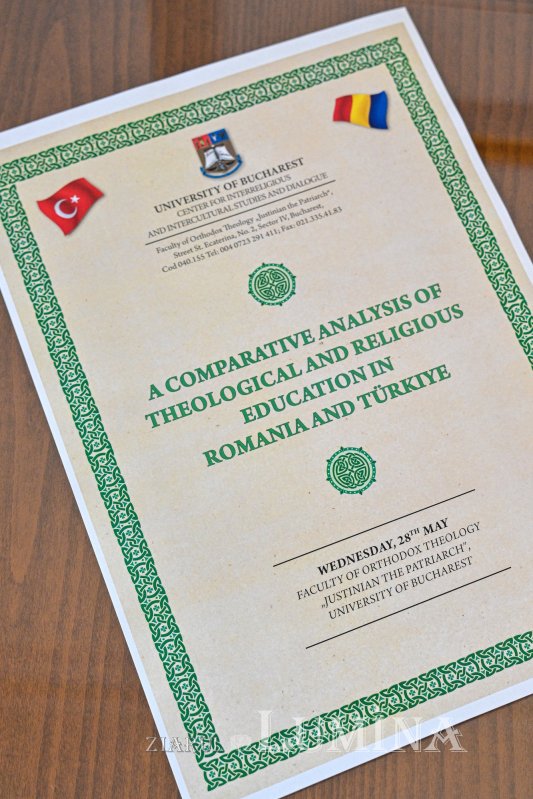 UNIVERSITY OF BUCHAREST
CENTER FOR INTERRELIGIOUS
AND INTERCULTURAL STUDIES AND DIALOGUE
Faculty of Orthodox Theology „Justinian the Patriarch”,
Street St. Ecaterina, No. 2, Sector IV, Bucharest,
Cod 040.155 Tel: 004 0723 291 411; Fax: 021.335.41.83
A COMPARATIVE ANALYSIS OF
THEOLOGICAL AND RELIGIOUS
EDUCATION IN
ROMANIA AND TÜRKIYE
WEDNESDAY, 28TH MAY
FACULTY OF ORTHODOX THEOLOGY
„JUSTINIAN THE PATRIARCH”,
UNIVERSITY OF BUCHAREST
ZIARUL LUMINA